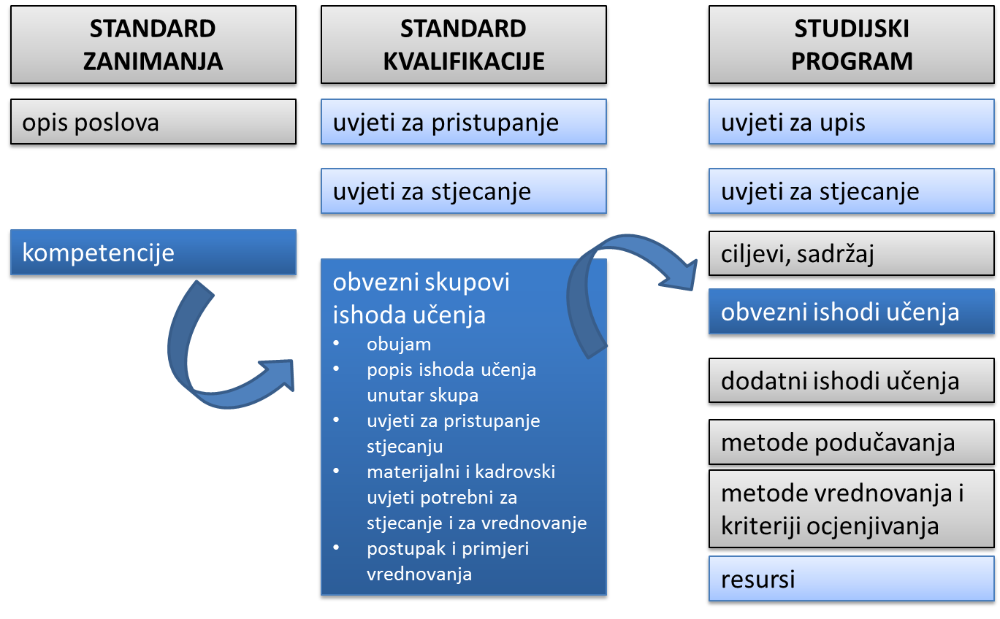 STANDARD
ZANIMANJA
opis poslova
kompetencije
STANDARD
KVALIFIKACIJE
uvjeti za pristupanje
uvjeti za stjecanje
obvezni skupovi
ishoda učenja
• obujam
• popis ishoda učenja
unutar skupa
• uvjeti za pristupanje
stjecanju
• materijalni i kadrovski
uvjeti potrebni za
stjecanje i za vrednovanje
• postupak i primjeri
vrednovanja
STUDIJSKI
PROGRAM
uvjeti za upis
uvjeti za stjecanje
ciljevi, sadržaj
obvezni ishodi učenja
dodatni ishodi učenja
metode podučavanja
metode vrednovanja i
kriteriji ocjenjivanja
resursi